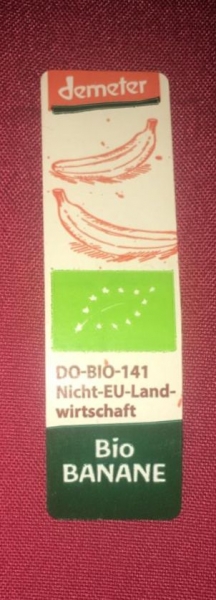 demeter
DO-BIO-141
Nicht-EU-Land-
wirtschaft
Bio
BANANE